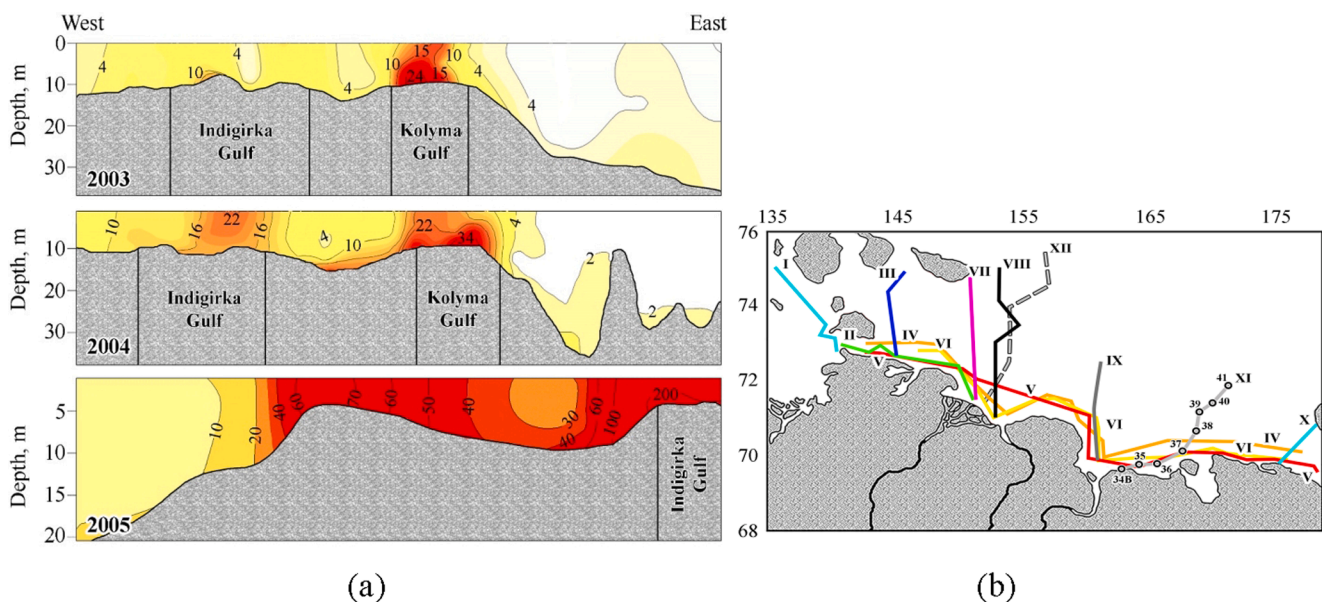 West East
0
10
20
30
Depth, m
4 10 4 4 10 15 10 24 15 4 4 2
Indigirka
Gulf
Kolyma
Gulf
2003
10
20
30
Depth, m
10 16 22 16 4 10 22 34 4 2 2
Indigirka
Gulf
Kolyma
Gulf
2004
5
10
15
20
Depth, m
10 20 40 60 70 50 40 30 40 60 100 200
Indigirka
Gulf
2005
(a)
135 145 155 165 175
76
74
72
70
68
I III VII VIII XII
II IV VI
V V IX
VI
41 XI
40
39
38
X
37 IV
35 36 VI
34B V
(b)